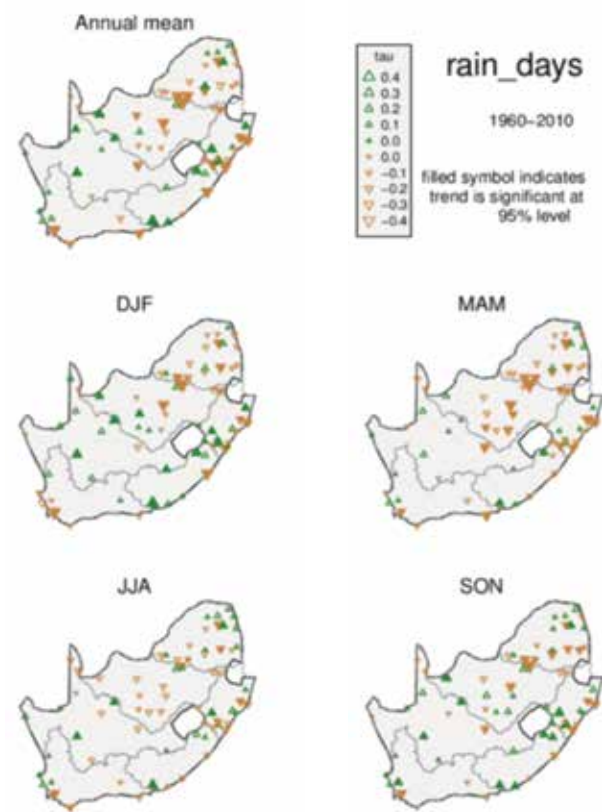 Annual mean
tau
0.4
0.3
0.2
0.1
0.0
0.0
−0.1
−0.2
−0.3
−0.4
rain_days
1960−2010
filled symbol indicates
trend is significant at
95% level
DJF
MAM
JJA
SON